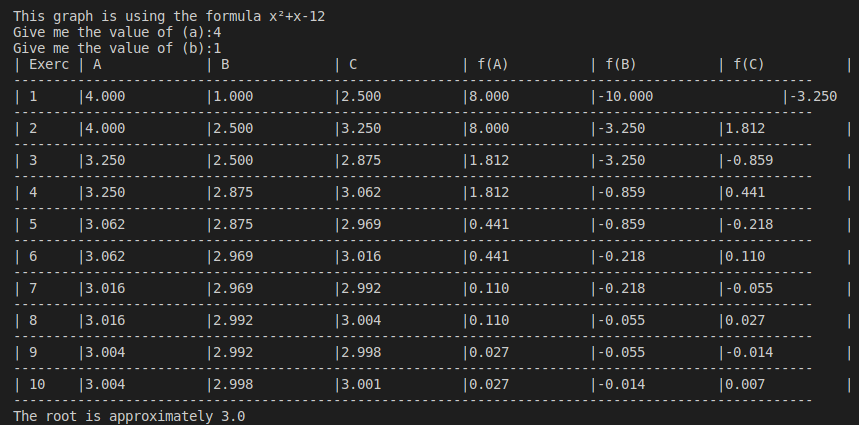 This graph is using the formula x²+x-12
Give me the value of (a):4
Give me the value of (b):1
| Exerc | A | B | C | f(A) | f(B) | f(C) |
----------------------------------------------------------------------------------------------------
| 1 |4.000 |1.000 |2.500 |8.000 |-10.000 |-3.250
----------------------------------------------------------------------------------------------------
| 2 |4.000 |2.500 |3.250 |8.000 |-3.250 |1.812 |
----------------------------------------------------------------------------------------------------
| 3 |3.250 |2.500 |2.875 |1.812 |-3.250 |-0.859 |
----------------------------------------------------------------------------------------------------
| 4 |3.250 |2.875 |3.062 |1.812 |-0.859 |0.441 |
----------------------------------------------------------------------------------------------------
| 5 |3.062 |2.875 |2.969 |0.441 |-0.859 |-0.218 |
----------------------------------------------------------------------------------------------------
| 6 |3.062 |2.969 |3.016 |0.441 |-0.218 |0.110 |
----------------------------------------------------------------------------------------------------
| 7 |3.016 |2.969 |2.992 |0.110 |-0.218 |-0.055 |
----------------------------------------------------------------------------------------------------
| 8 |3.016 |2.992 |3.004 |0.110 |-0.055 |0.027 |
----------------------------------------------------------------------------------------------------
| 9 |3.004 |2.992 |2.998 |0.027 |-0.055 |-0.014 |
----------------------------------------------------------------------------------------------------
| 10 |3.004 |2.998 |3.001 |0.027 |-0.014 |0.007 |
----------------------------------------------------------------------------------------------------
The root is approximately 3.0